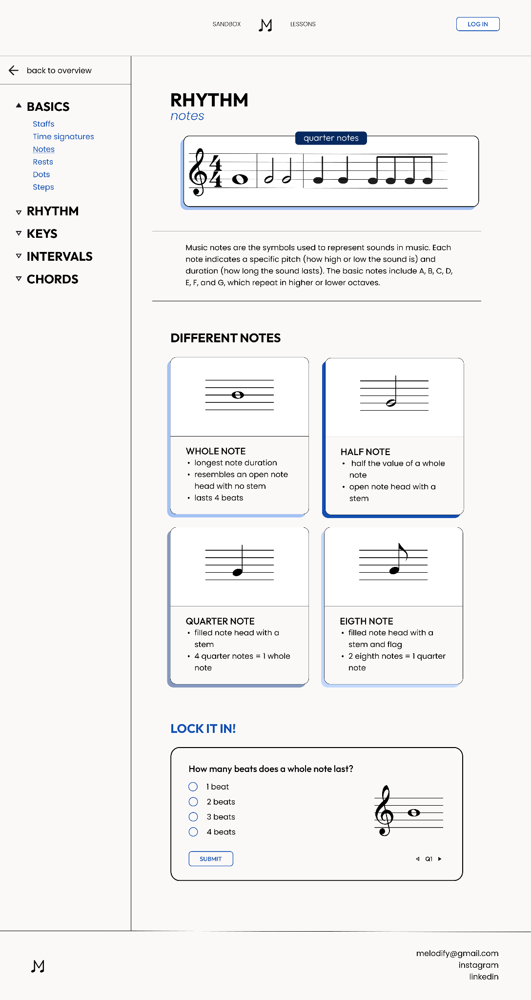 SANDBOX
M
LESSONS
LOG IN
back to overview
BASICS
Staffs
Time signatures
Notes
Rests
Dots
Steps
RHYTHM
KEYS
INTERVALS
CHORDS
RHYTHM
notes
quarter notes
4
4
Music notes are the symbols used to represent sounds in music. Each
note indicates a specific pitch (how high or low the sound is) and
duration (how long the sound lasts). The basic notes include A, B, C, D,
E, F, and G, which repeat in higher or lower octaves.
DIFFERENT NOTES
WHOLE NOTE
• longest note duration
• resembles an open note
head with no stem
• lasts 4 beats
HALF NOTE
• half the value of a whole
note
• open note head with a
stem
QUARTER NOTE
• filled note head with a
stem
• 4 quarter notes = 1 whole
note
EIGTH NOTE
• filled note head with a
stem and flag
• 2 eighth notes = 1 quarter
note
LOCK IT IN!
How many beats does a whole note last?
1 beat
2 beats
3 beats
4 beats
SUBMIT
Q1
M
melodify@gmail.com
instagram
linkedin